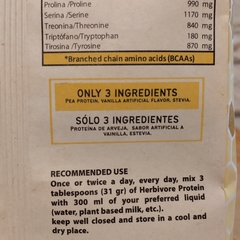 Prolina /Proline 990 mg
Serina /Serine 1170 mg
Treonina/Threonine 840 mg
Triptófano/Tryptophan 180 mg
Tirosina /Tyrosine 870 mg
*Branched chain amino acids (BCAAs)
ONLY 3 INGREDIENTS
PEA PROTEIN, VANILLA ARTIFICIAL FLAVOR, STEVIA.
SÓLO 3 INGREDIENTES
PROTEÍNA DE ARVEJA, SABOR ARTIFICIAL A
VAINILLA, ESTEVIA.
RECOMMENDED USE
Once or twice a day, every day, mix 3
tablespoons (31 gr) of Herbivore Protein
with 300 ml of your preferred liquid
(water, plant based milk, etc.).
keep well closed and store in a cool and
dry place.